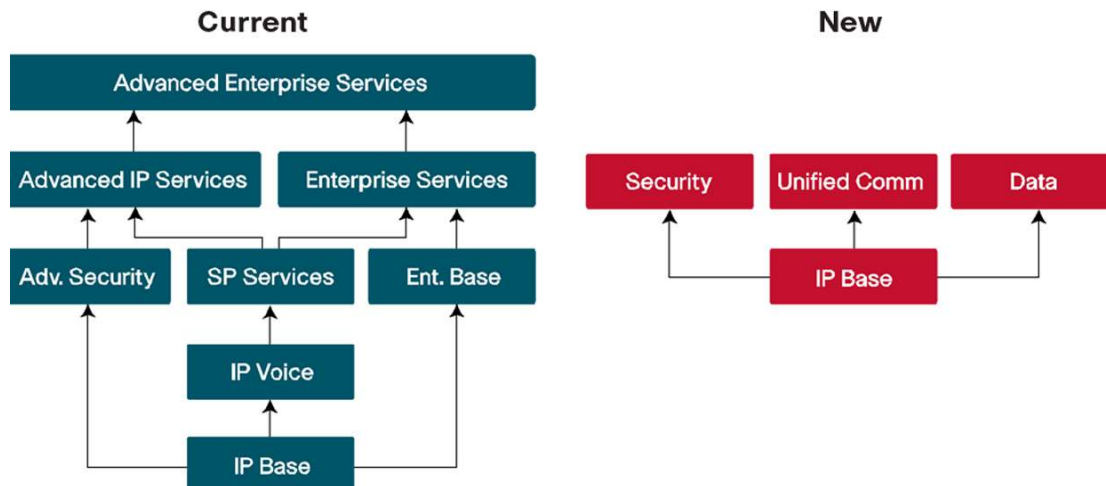 Current
New
Advanced Enterprise Services
Advanced IP Services
Enterprise Services
Security
Unified Comm
Data
Adv. Security
SP Services
Ent. Base
IP Base
IP Voice
IP Base